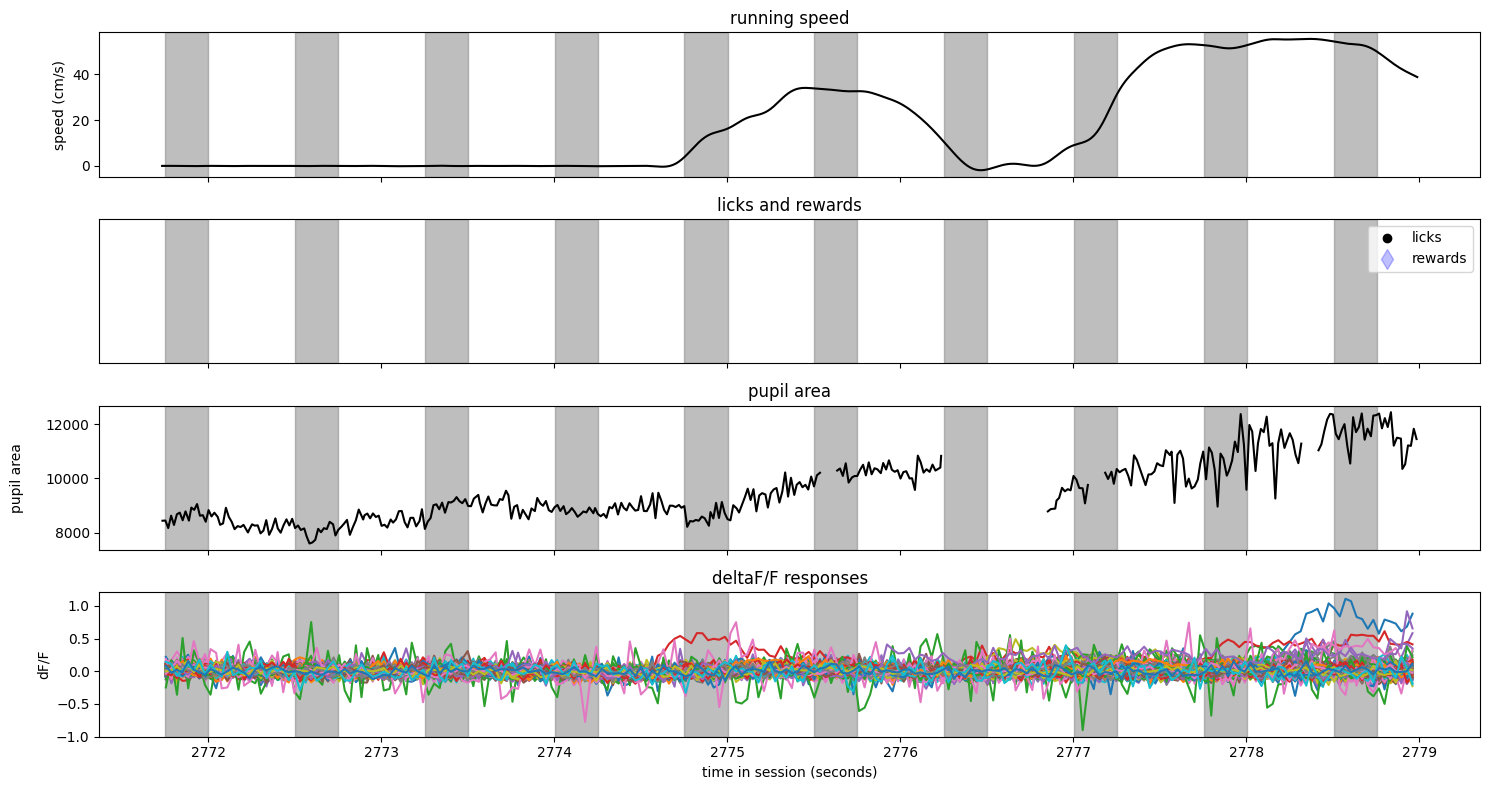 running speed
speed (cm/s)
40
20
0
licks and rewards
licks
rewards
pupil area
pupil area
12000
10000
8000
deltaF/F responses
dF/F
1.0
0.5
0.0
−0.5
−1.0
2772 2773 2774 2775 2776 2777 2778 2779
time in session (seconds)